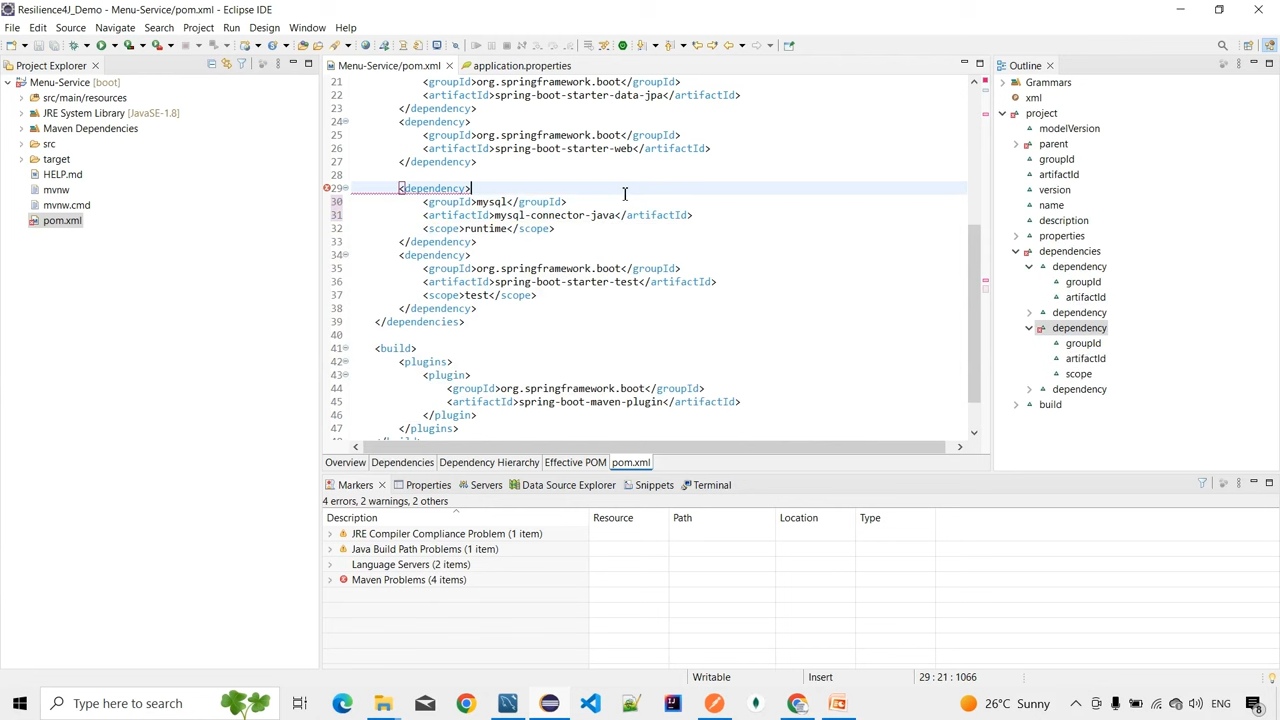 Resilience4J_Demo - Menu-Service/pom.xml - Eclipse IDE
File Edit Source Navigate Search Project Run Design Window Help
Project Explorer
Menu-Service [boot]
src/main/resources
JRE System Library [JavaSE-1.8]
Maven Dependencies
src
target
HELP.md
mvnw
mvnw.cmd
pom.xml
Menu-Service/pom.xml
application.properties
21 <groupId>org.springframework.boot</groupId>
22 <artifactId>spring-boot-starter-data-jpa</artifactId>
23 </dependency>
24 <dependency>
25 <groupId>org.springframework.boot</groupId>
26 <artifactId>spring-boot-starter-web</artifactId>
27 </dependency>
28
29 <dependency>
30 <groupId>mysql</groupId>
31 <artifactId>mysql-connector-java</artifactId>
32 <scope>runtime</scope>
33 </dependency>
34 <dependency>
35 <groupId>org.springframework.boot</groupId>
36 <artifactId>spring-boot-starter-test</artifactId>
37 <scope>test</scope>
38 </dependency>
39 </dependencies>
40
41 <build>
42 <plugins>
43 <plugin>
44 <groupId>org.springframework.boot</groupId>
45 <artifactId>spring-boot-maven-plugin</artifactId>
46 </plugin>
47 </plugins>
Overview Dependencies Dependency Hierarchy Effective POM pom.xml
Outline
Grammars
xml
project
modelVersion
parent
groupId
artifactId
version
name
description
properties
dependencies
dependency
groupId
artifactId
dependency
dependency
groupId
artifactId
scope
dependency
build
Markers Properties Servers Data Source Explorer Snippets Terminal
4 errors, 2 warnings, 2 others
Description Resource Path Location Type
JRE Compiler Compliance Problem (1 item)
Java Build Path Problems (1 item)
Language Servers (2 items)
Maven Problems (4 items)
Writable Insert 29 : 21 : 1066
Type here to search
26°C Sunny
ENG
8